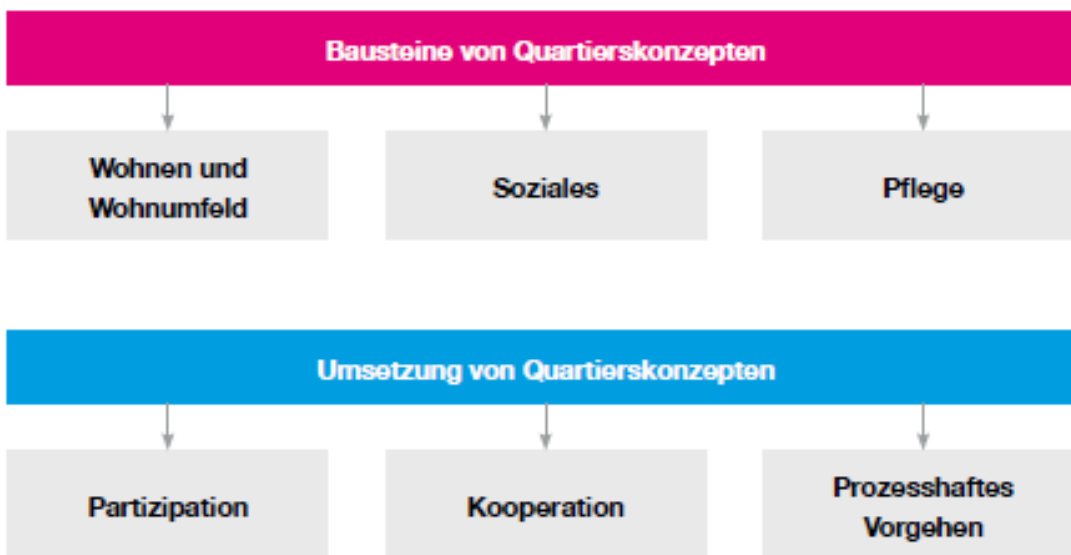 Bausteine von Quartierskonzepten
Wohnen und
Wohnumfeld
Soziales
Pflege
Umsetzung von Quartierskonzepten
Partizipation
Kooperation
Prozesshaftes
Vorgehen